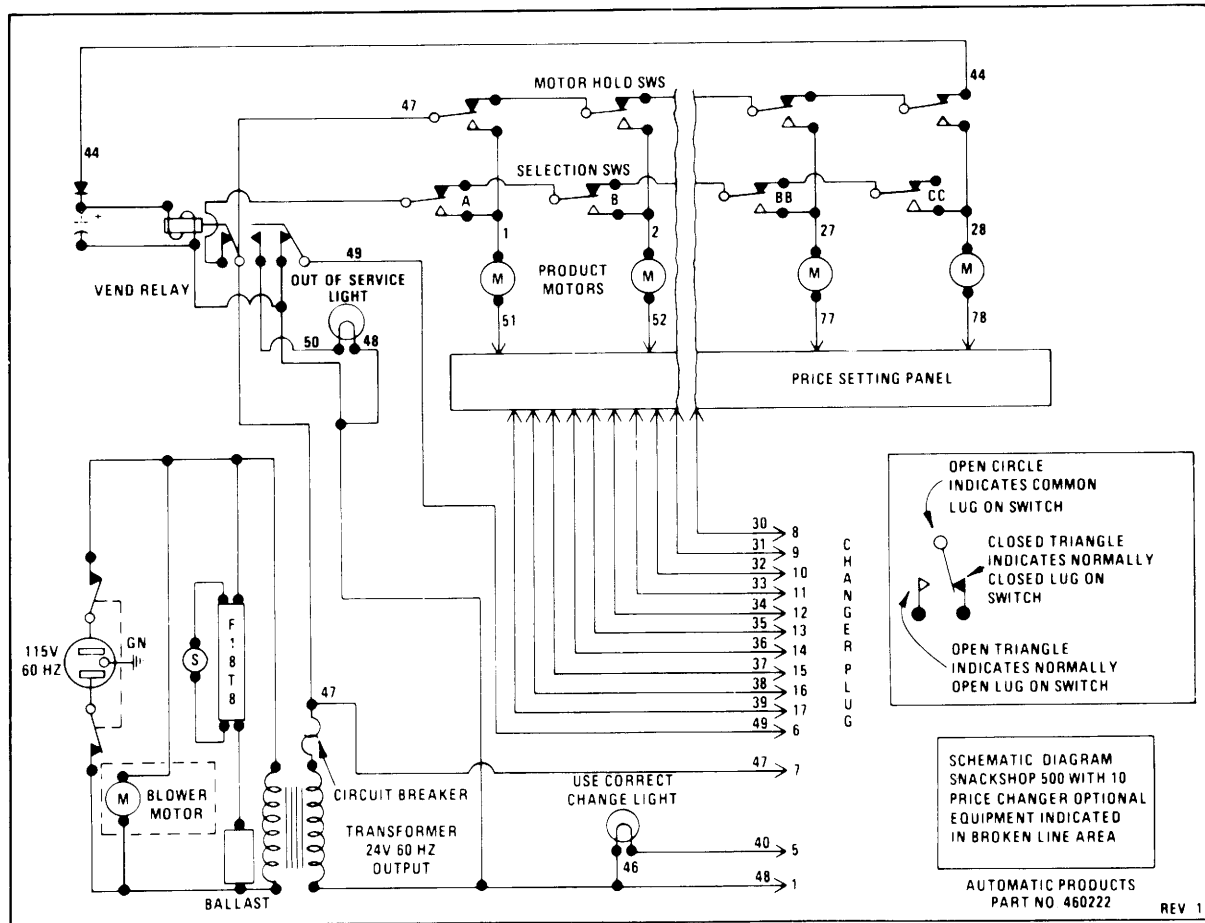 44
MOTOR HOLD SWS
47
44
SELECTION SWS
A
B
BB
CC
+
1
2
27
28
49
VEND RELAY
OUT OF SERVICE
LIGHT
PRODUCT
MOTORS
M
M
M
M
51
52
77
78
50
48
PRICE SETTING PANEL
30 8
31 9
32 10
33 11
34 12
35 13
36 14
37 15
38 16
39 17
49 6
47 7
40 5
48 1
CHANGER PLUG
OPEN CIRCLE
INDICATES COMMON
LUG ON SWITCH
CLOSED TRIANGLE
INDICATES NORMALLY
CLOSED LUG ON
SWITCH
OPEN TRIANGLE
INDICATES NORMALLY
OPEN LUG ON SWITCH
115V
60 HZ
GN
S
F18T8
47
M
BLOWER
MOTOR
CIRCUIT BREAKER
TRANSFORMER
24V 60 HZ
OUTPUT
BALLAST
USE CORRECT
CHANGE LIGHT
46
SCHEMATIC DIAGRAM
SNACKSHOP 500 WITH 10
PRICE CHANGER OPTIONAL
EQUIPMENT INDICATED
IN BROKEN LINE AREA
AUTOMATIC PRODUCTS
PART NO 460222
REV 1